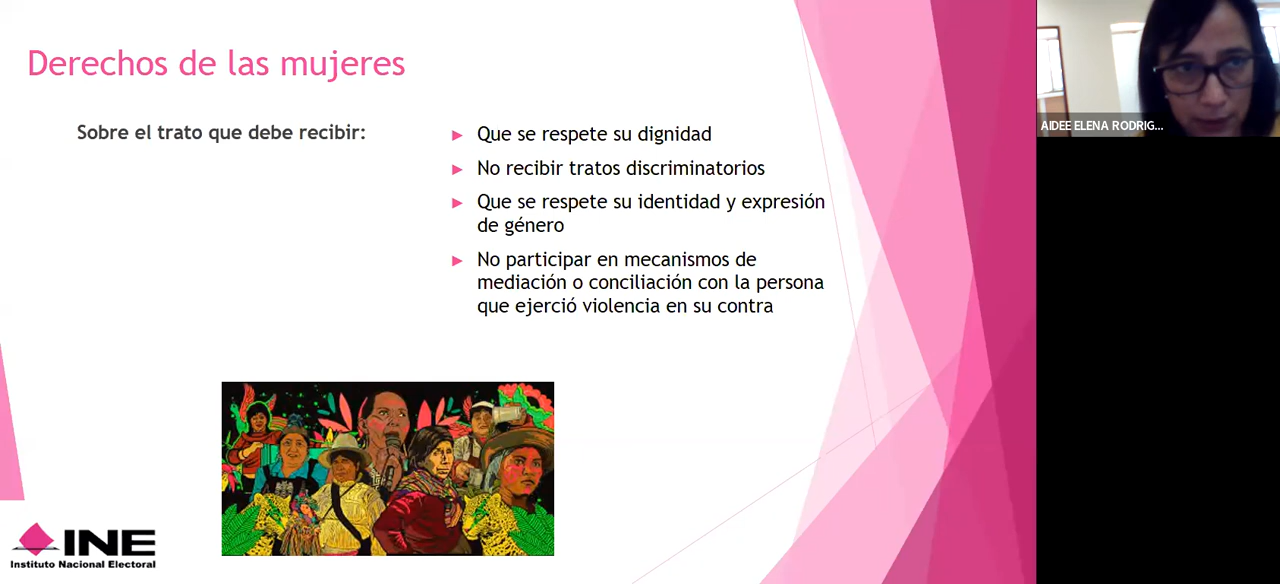 Derechos de las mujeres
Sobre el trato que debe recibir:
Que se respete su dignidad
No recibir tratos discriminatorios
Que se respete su identidad y expresión
de género
No participar en mecanismos de
mediación o conciliación con la persona
que ejerció violencia en su contra
INE
Instituto Nacional Electoral
AIDEE ELENA RODRIG...